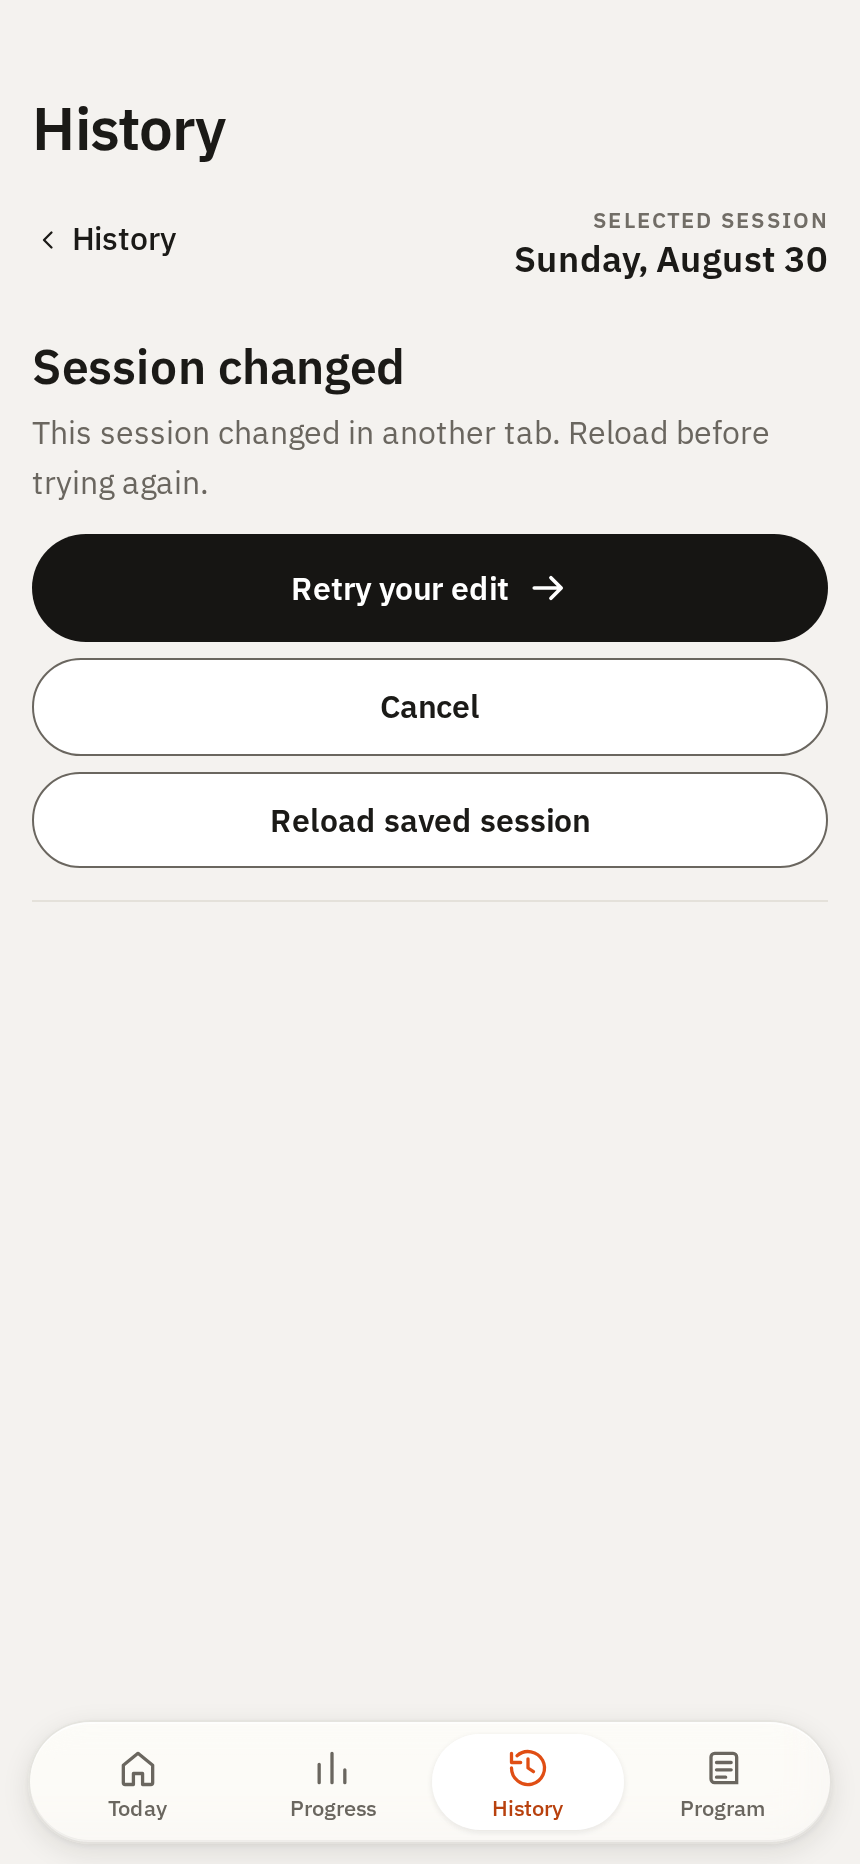 History
History
SELECTED SESSION
Sunday, August 30
Session changed
This session changed in another tab. Reload before
trying again.
Retry your edit
Cancel
Reload saved session
Today
Progress
History
Program